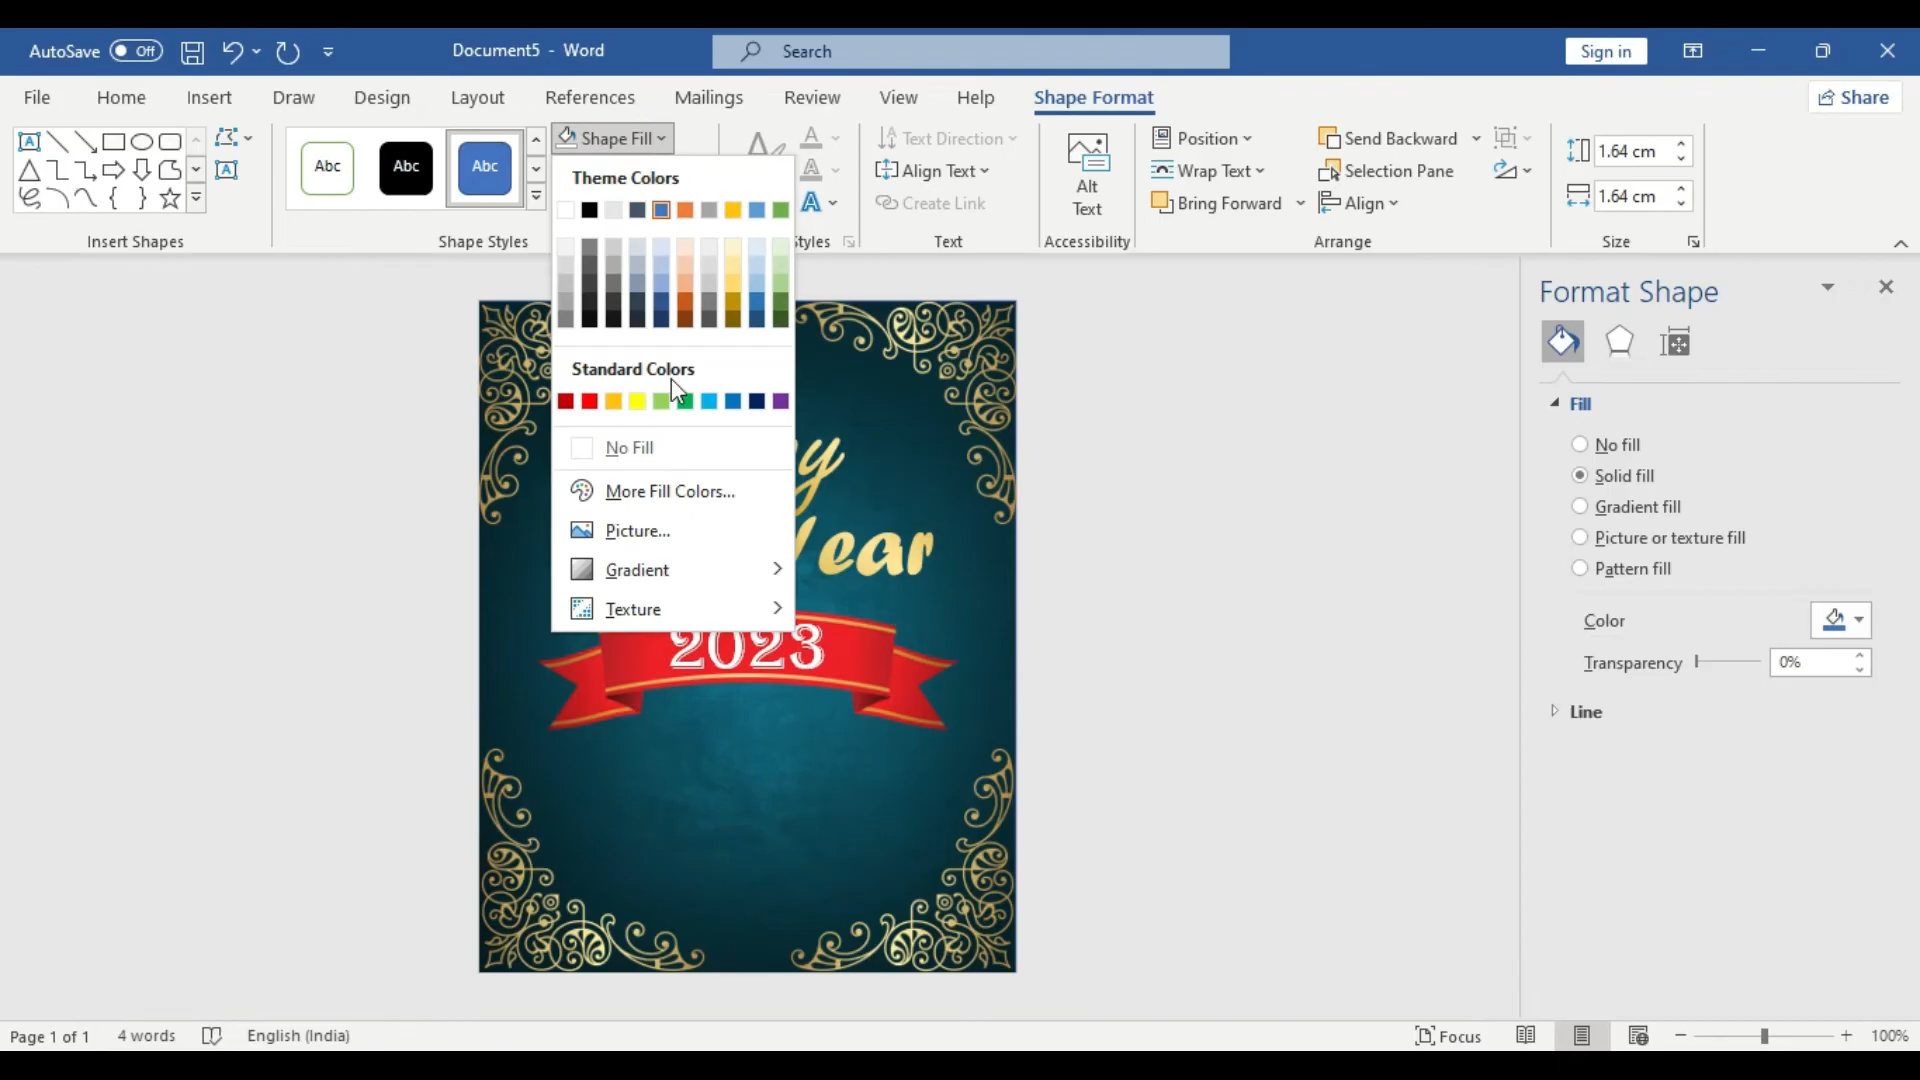 AutoSave Off
Document5 - Word
Search
Sign in
File Home Insert Draw Design Layout References Mailings Review View Help Shape Format
Share
Abc Abc Abc
Shape Fill
Text Direction
Align Text
Create Link
Alt
Text
Position
Wrap Text
Bring Forward
Send Backward
Selection Pane
Align
1.64 cm
1.64 cm
Insert Shapes
Shape Styles
tyles
Text
Accessibility
Arrange
Size
Theme Colors
Standard Colors
No Fill
More Fill Colors...
Picture...
Gradient
Texture
y
Year
2023
Format Shape
Fill
No fill
Solid fill
Gradient fill
Picture or texture fill
Pattern fill
Color
Transparency 0%
Line
Page 1 of 1 4 words English (India)
Focus
100%